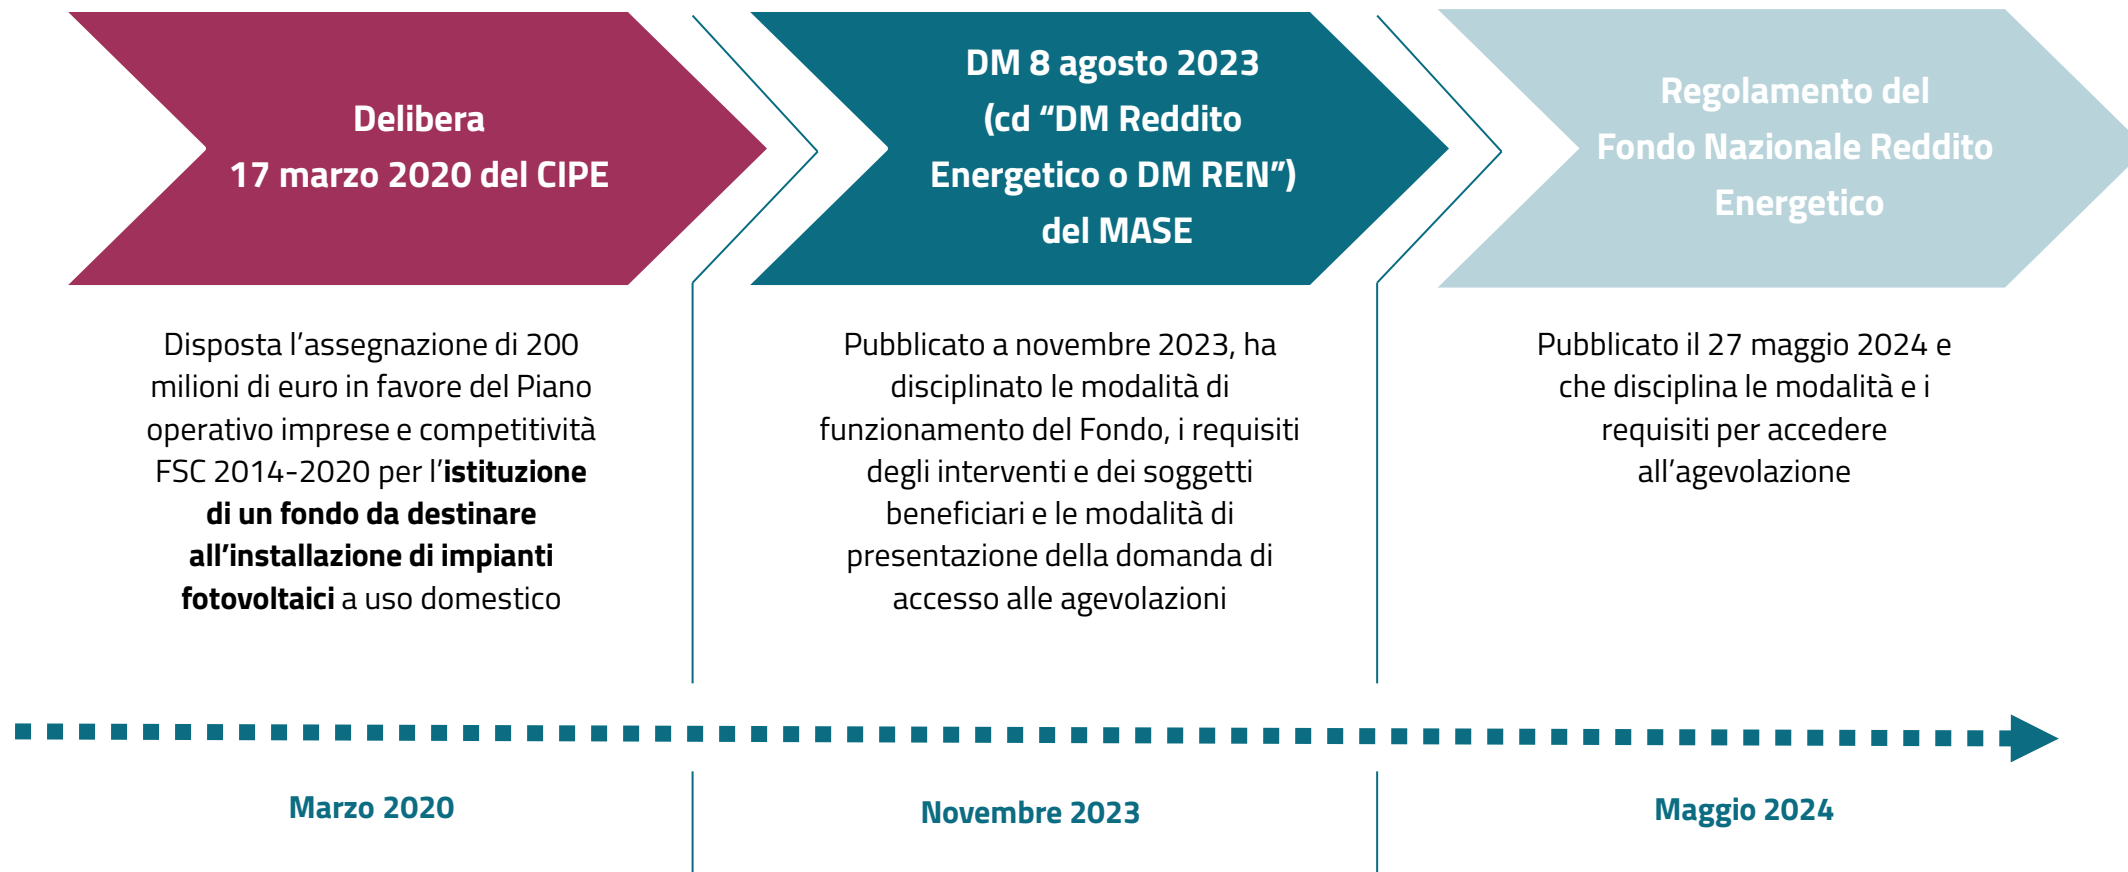 Delibera
17 marzo 2020 del CIPE
DM 8 agosto 2023
(cd “DM Reddito
Energetico o DM REN”)
del MASE
Regolamento del
Fondo Nazionale Reddito
Energetico
Disposta l’assegnazione di 200
milioni di euro in favore del Piano
operativo imprese e competitività
FSC 2014-2020 per l’istituzione
di un fondo da destinare
all’installazione di impianti
fotovoltaici a uso domestico
Pubblicato a novembre 2023, ha
disciplinato le modalità di
funzionamento del Fondo, i requisiti
degli interventi e dei soggetti
beneficiari e le modalità di
presentazione della domanda di
accesso alle agevolazioni
Pubblicato il 27 maggio 2024 e
che disciplina le modalità e i
requisiti per accedere
all’agevolazione
Marzo 2020
Novembre 2023
Maggio 2024